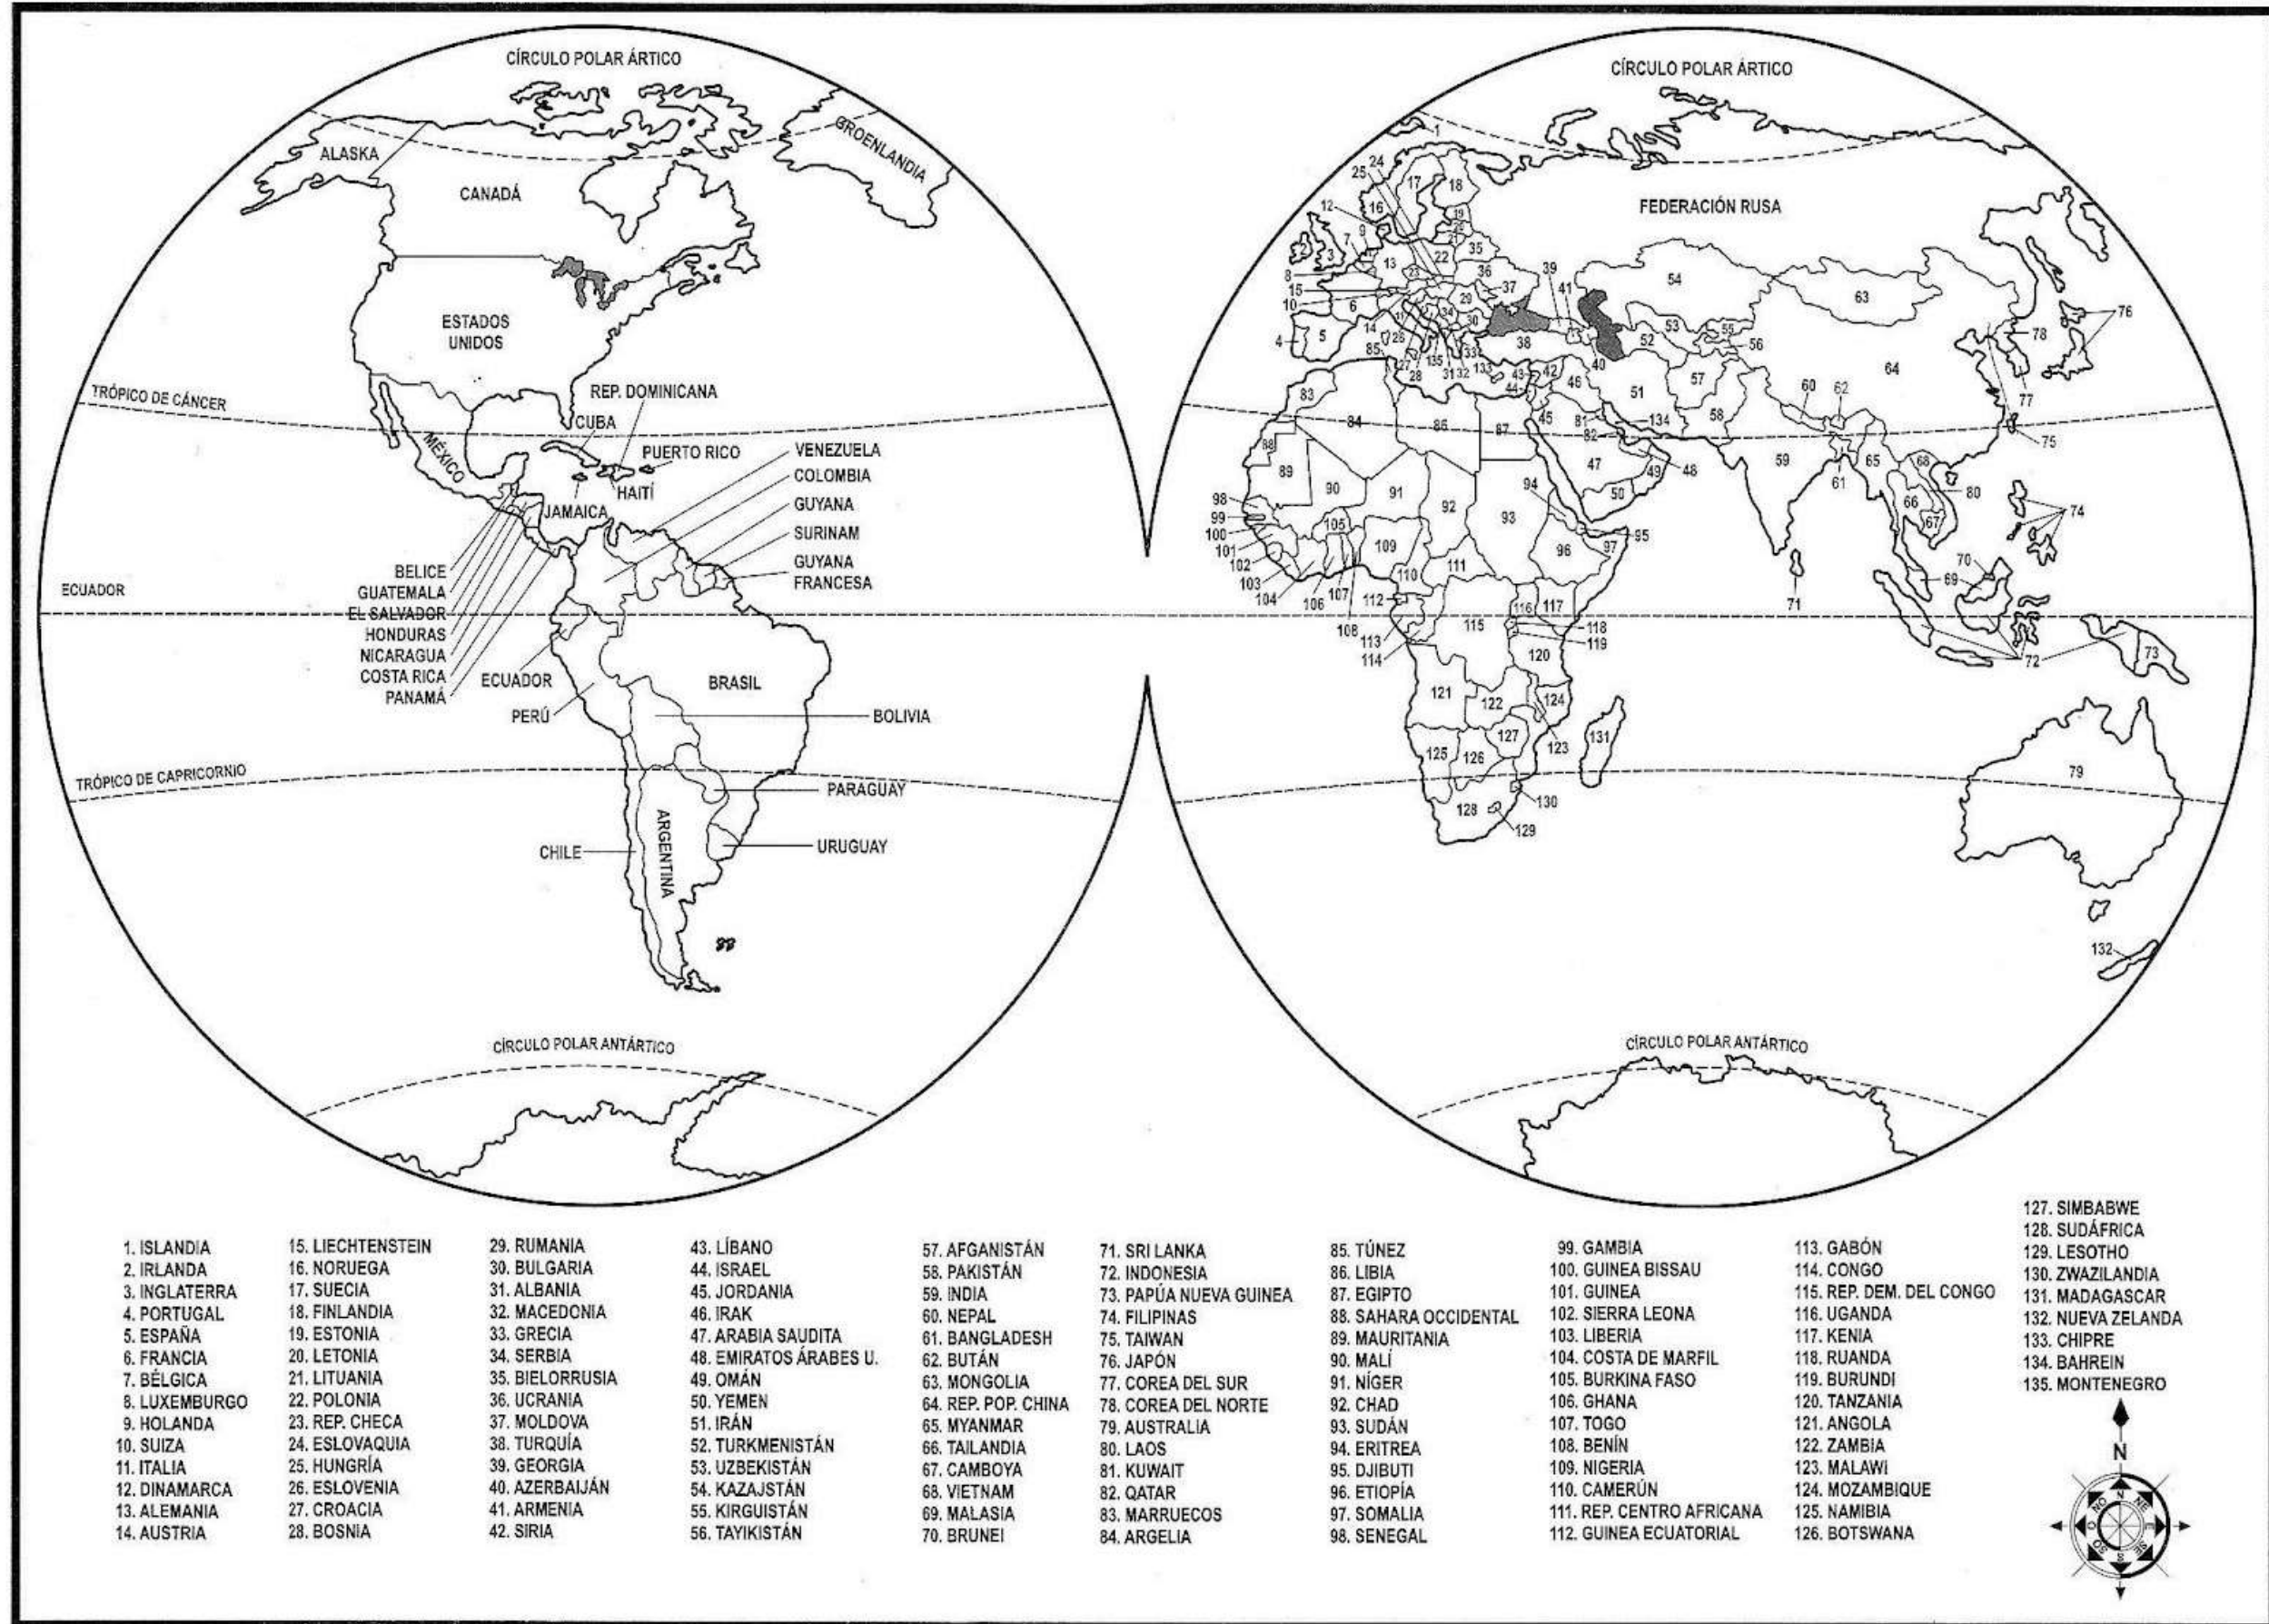 CÍRCULO POLAR ÁRTICO
ALASKA
GROENLANDIA
CANADÁ
ESTADOS
UNIDOS
TRÓPICO DE CÁNCER
REP. DOMINICANA
CUBA
MÉXICO
PUERTO RICO
HAITÍ
JAMAICA
VENEZUELA
COLOMBIA
GUYANA
SURINAM
GUYANA
FRANCESA
BELICE
GUATEMALA
EL SALVADOR
HONDURAS
NICARAGUA
COSTA RICA
PANAMÁ
ECUADOR
ECUADOR
PERÚ
BRASIL
BOLIVIA
TRÓPICO DE CAPRICORNIO
PARAGUAY
ARGENTINA
CHILE
URUGUAY
CÍRCULO POLAR ANTÁRTICO
CÍRCULO POLAR ÁRTICO
FEDERACIÓN RUSA
CÍRCULO POLAR ANTÁRTICO
1. ISLANDIA
2. IRLANDA
3. INGLATERRA
4. PORTUGAL
5. ESPAÑA
6. FRANCIA
7. BÉLGICA
8. LUXEMBURGO
9. HOLANDA
10. SUIZA
11. ITALIA
12. DINAMARCA
13. ALEMANIA
14. AUSTRIA
15. LIECHTENSTEIN
16. NORUEGA
17. SUECIA
18. FINLANDIA
19. ESTONIA
20. LETONIA
21. LITUANIA
22. POLONIA
23. REP. CHECA
24. ESLOVAQUIA
25. HUNGRÍA
26. ESLOVENIA
27. CROACIA
28. BOSNIA
29. RUMANIA
30. BULGARIA
31. ALBANIA
32. MACEDONIA
33. GRECIA
34. SERBIA
35. BIELORRUSIA
36. UCRANIA
37. MOLDOVA
38. TURQUÍA
39. GEORGIA
40. AZERBAIJÁN
41. ARMENIA
42. SIRIA
43. LÍBANO
44. ISRAEL
45. JORDANIA
46. IRAK
47. ARABIA SAUDITA
48. EMIRATOS ÁRABES U.
49. OMÁN
50. YEMEN
51. IRÁN
52. TURKMENISTÁN
53. UZBEKISTÁN
54. KAZAJSTÁN
55. KIRGUISTÁN
56. TAYIKISTÁN
57. AFGANISTÁN
58. PAKISTÁN
59. INDIA
60. NEPAL
61. BANGLADESH
62. BUTÁN
63. MONGOLIA
64. REP. POP. CHINA
65. MYANMAR
66. TAILANDIA
67. CAMBOYA
68. VIETNAM
69. MALASIA
70. BRUNEI
71. SRI LANKA
72. INDONESIA
73. PAPÚA NUEVA GUINEA
74. FILIPINAS
75. TAIWAN
76. JAPÓN
77. COREA DEL SUR
78. COREA DEL NORTE
79. AUSTRALIA
80. LAOS
81. KUWAIT
82. QATAR
83. MARRUECOS
84. ARGELIA
85. TÚNEZ
86. LIBIA
87. EGIPTO
88. SAHARA OCCIDENTAL
89. MAURITANIA
90. MALÍ
91. NÍGER
92. CHAD
93. SUDÁN
94. ERITREA
95. DJIBUTI
96. ETIOPÍA
97. SOMALIA
98. SENEGAL
99. GAMBIA
100. GUINEA BISSAU
101. GUINEA
102. SIERRA LEONA
103. LIBERIA
104. COSTA DE MARFIL
105. BURKINA FASO
106. GHANA
107. TOGO
108. BENÍN
109. NIGERIA
110. CAMERÚN
111. REP. CENTRO AFRICANA
112. GUINEA ECUATORIAL
113. GABÓN
114. CONGO
115. REP. DEM. DEL CONGO
116. UGANDA
117. KENIA
118. RUANDA
119. BURUNDI
120. TANZANIA
121. ANGOLA
122. ZAMBIA
123. MALAWI
124. MOZAMBIQUE
125. NAMIBIA
126. BOTSWANA
127. SIMBABWE
128. SUDÁFRICA
129. LESOTHO
130. ZWAZILANDIA
131. MADAGASCAR
132. NUEVA ZELANDA
133. CHIPRE
134. BAHREIN
135. MONTENEGRO
N
N
NE
E
SE
S
SO
O
NO